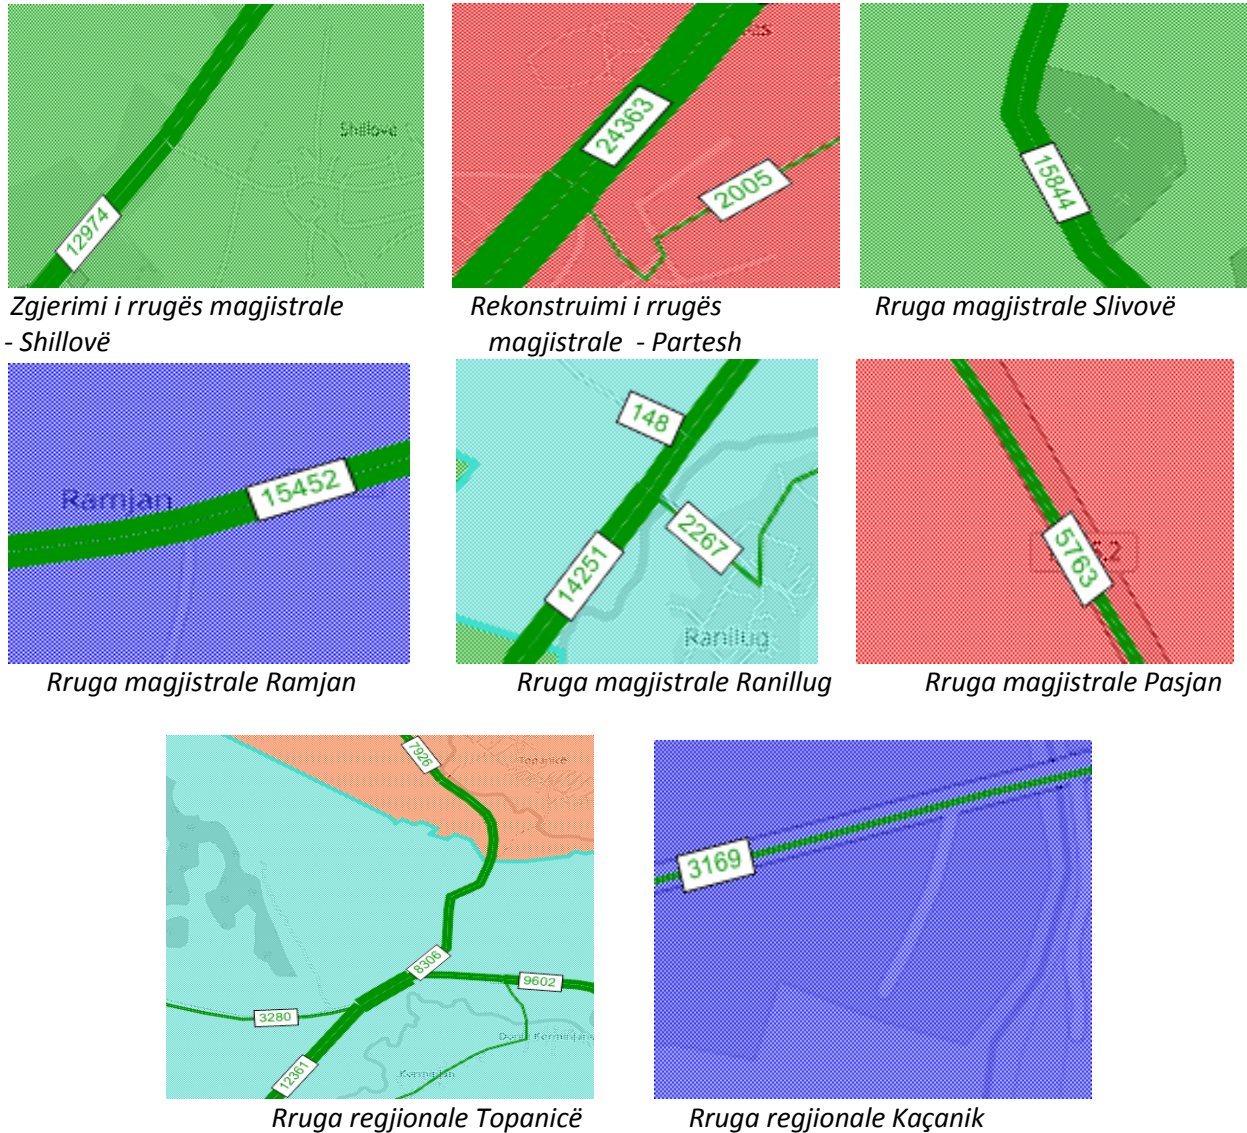 Shillovë
12974
24363
2005
15844
Zgjerimi i rrugës magjistrale
- Shillovë
Rekonstruimi i rrugës
magjistrale - Partesh
Rruga magjistrale Slivovë
Ramjan
15452
148
2267
14251
Ranillug
5763
Rruga magjistrale Ramjan
Rruga magjistrale Ranillug
Rruga magjistrale Pasjan
7926
Topanicë
8306
9602
3280
12361
3169
Rruga regjionale Topanicë
Rruga regjionale Kaçanik